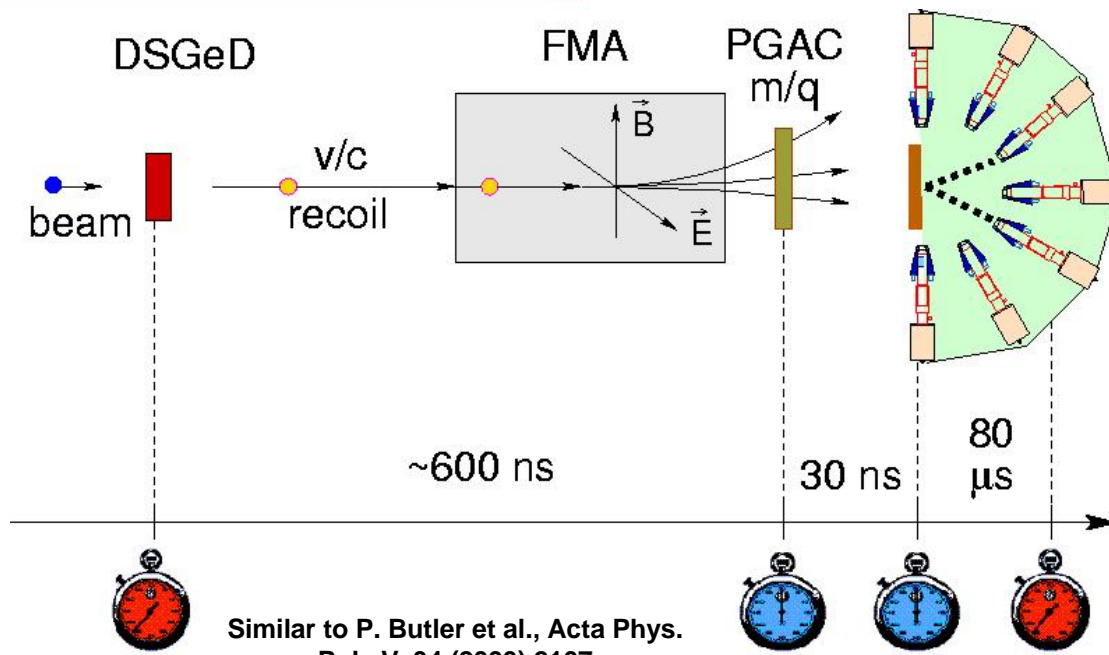 DSGeD
FMA
PGAC
m/q
B
v/c
beam
recoil
E
~600 ns
30 ns
80
μs
Similar to P. Butler et al., Acta Phys.